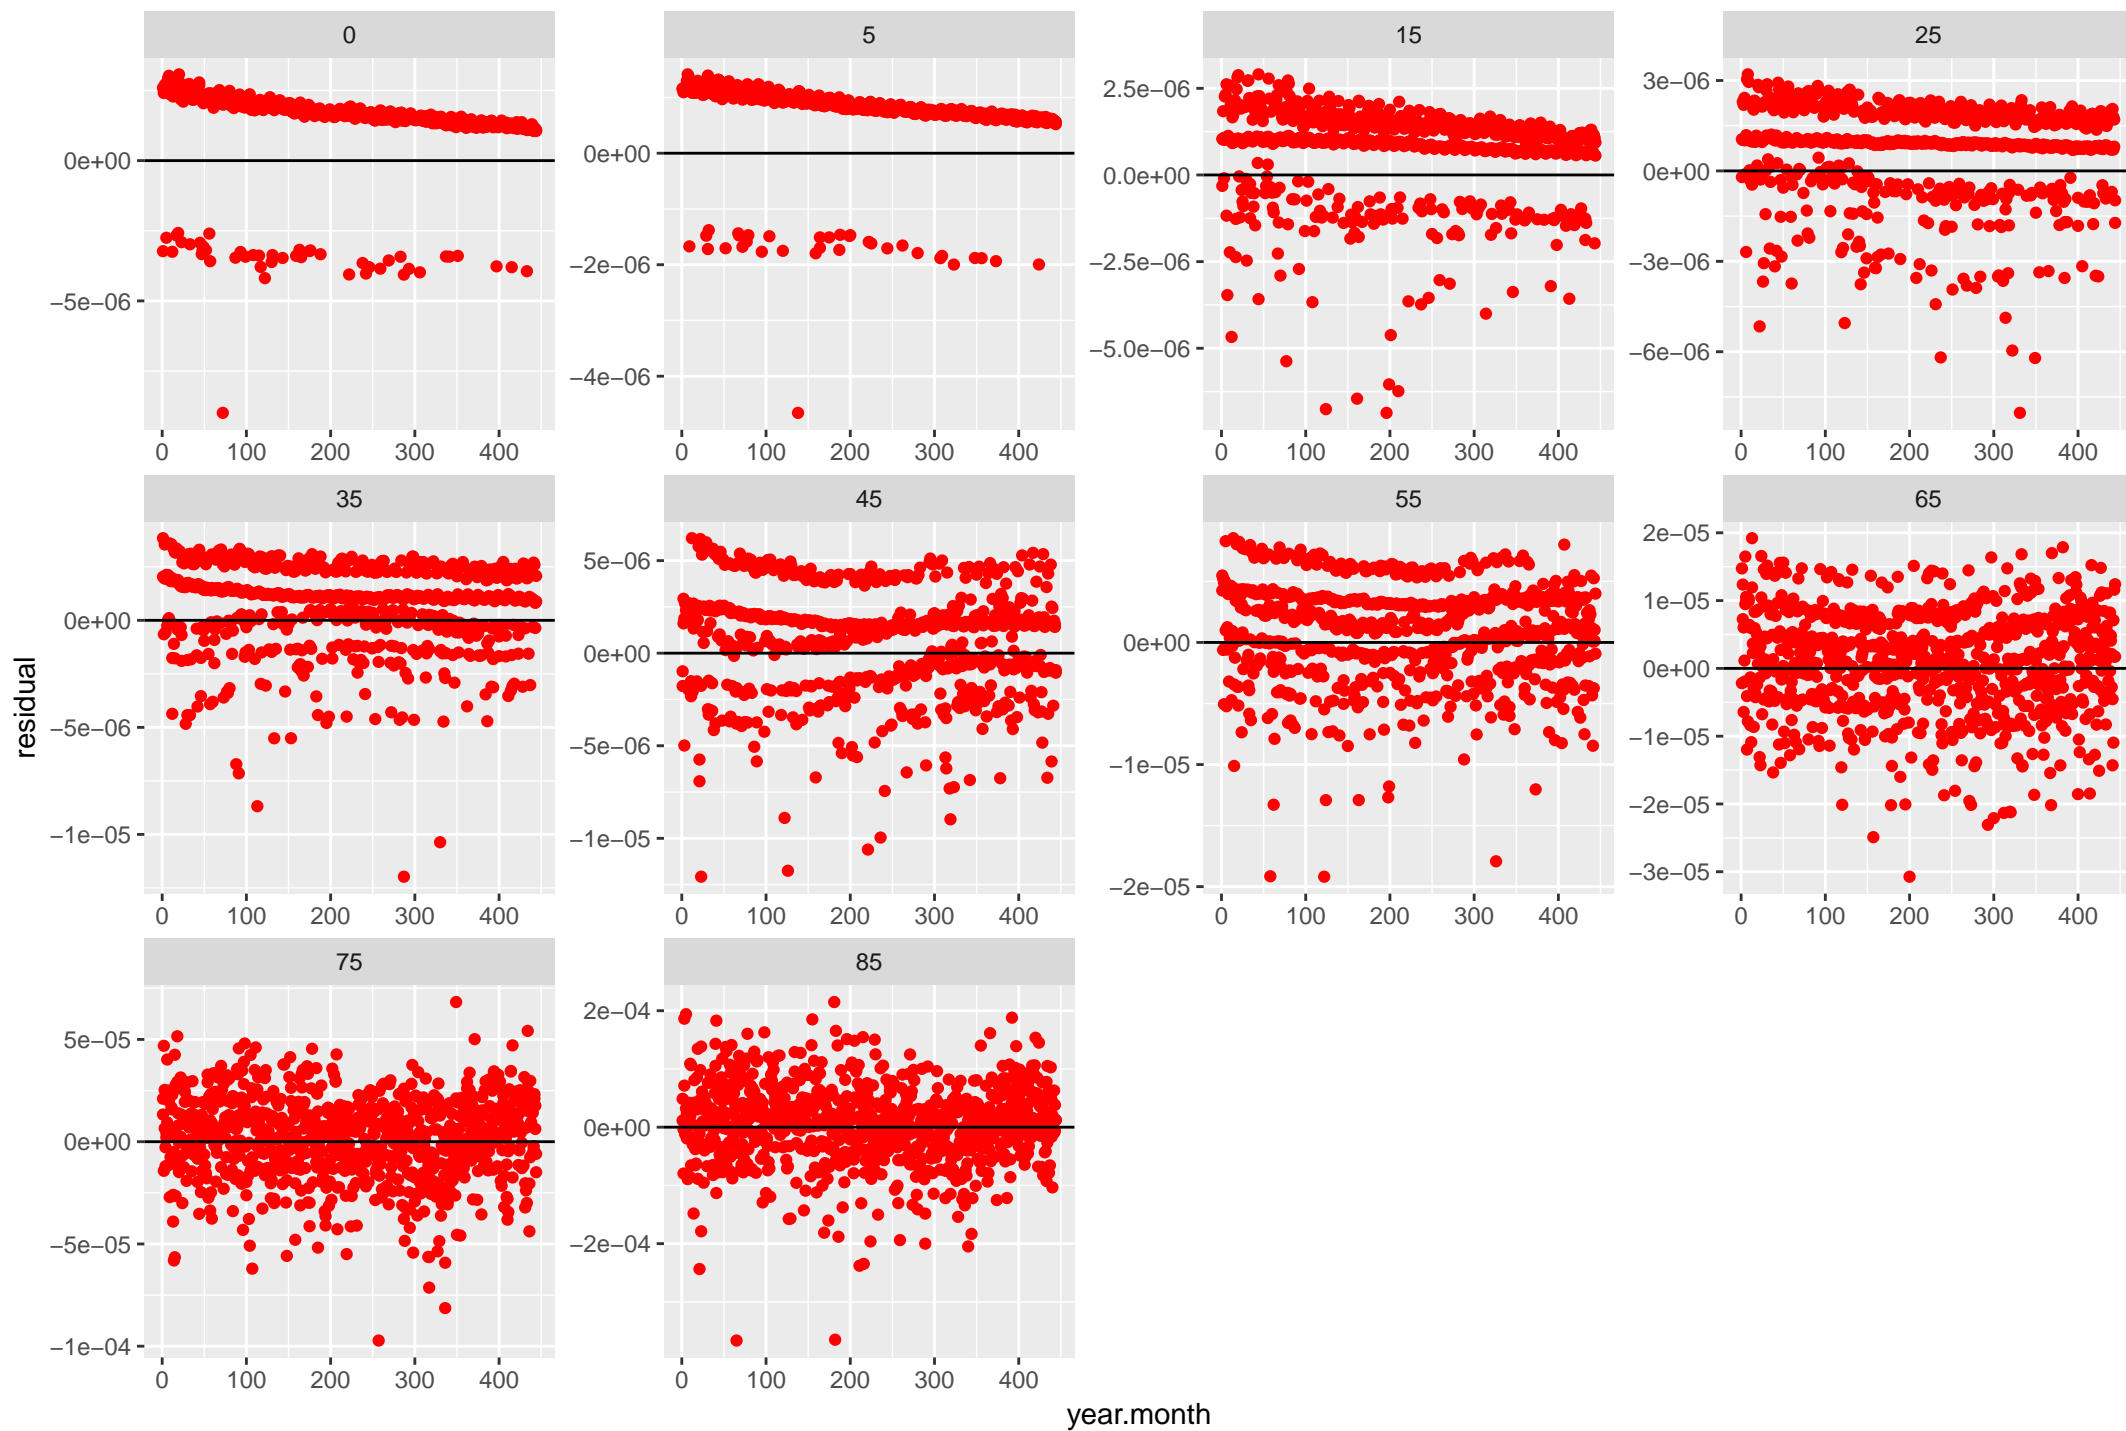 0 5 15 25
0e+00
−5e−06
0 100 200 300 400
0e+00
−2e−06
−4e−06
0 100 200 300 400
2.5e−06
0.0e+00
−2.5e−06
−5.0e−06
0 100 200 300 400
3e−06
0e+00
−3e−06
−6e−06
0 100 200 300 400
35 45 55 65
0e+00
−5e−06
−1e−05
0 100 200 300 400
5e−06
0e+00
−5e−06
−1e−05
0 100 200 300 400
0e+00
−1e−05
−2e−05
0 100 200 300 400
2e−05
1e−05
0e+00
−1e−05
−2e−05
−3e−05
0 100 200 300 400
75 85
5e−05
0e+00
−5e−05
−1e−04
0 100 200 300 400
2e−04
0e+00
−2e−04
0 100 200 300 400
residual
year.month